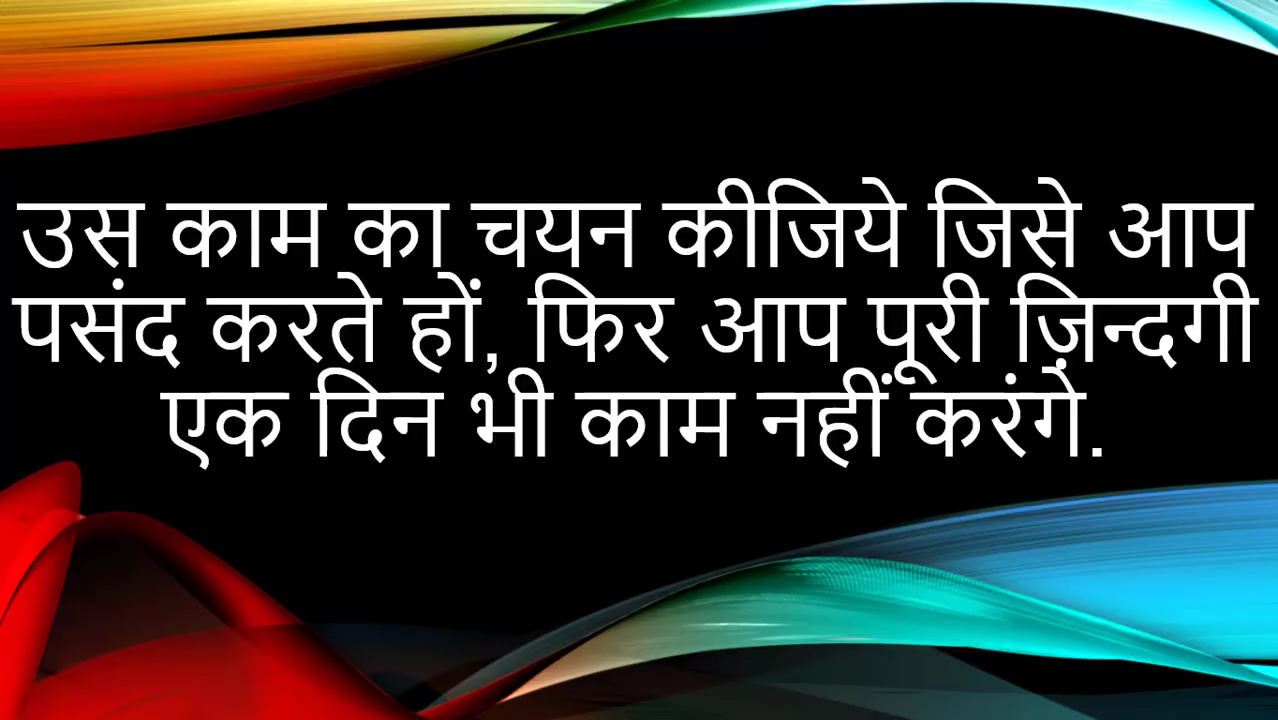 उस काम का चयन कीजिये जिसे आप
पसंद करते हों, फिर आप पूरी ज़िन्दगी
एक दिन भी काम नहीं करंगे.